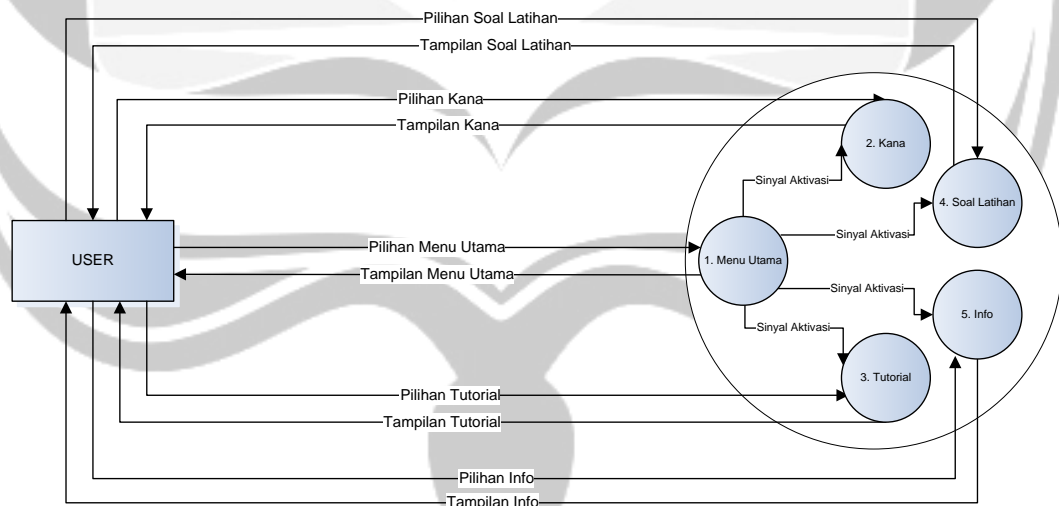 Pilihan Soal Latihan
Tampilan Soal Latihan
Pilihan Kana
Tampilan Kana
2. Kana
Sinyal Aktivasi
4. Soal Latihan
Sinyal Aktivasi
USER
Pilihan Menu Utama
1. Menu Utama
Tampilan Menu Utama
Sinyal Aktivasi
5. Info
Sinyal Aktivasi
3. Tutorial
Pilihan Tutorial
Tampilan Tutorial
Pilihan Info
Tampilan Info